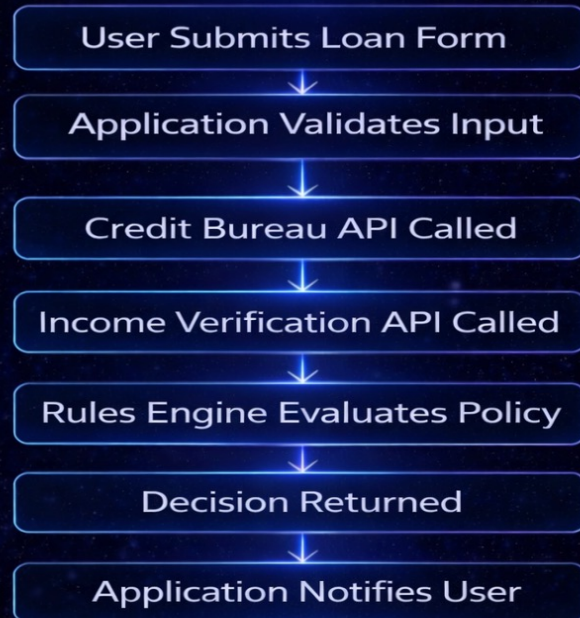 User Submits Loan Form
Application Validates Input
Credit Bureau API Called
Income Verification API Called
Rules Engine Evaluates Policy
Decision Returned
Application Notifies User